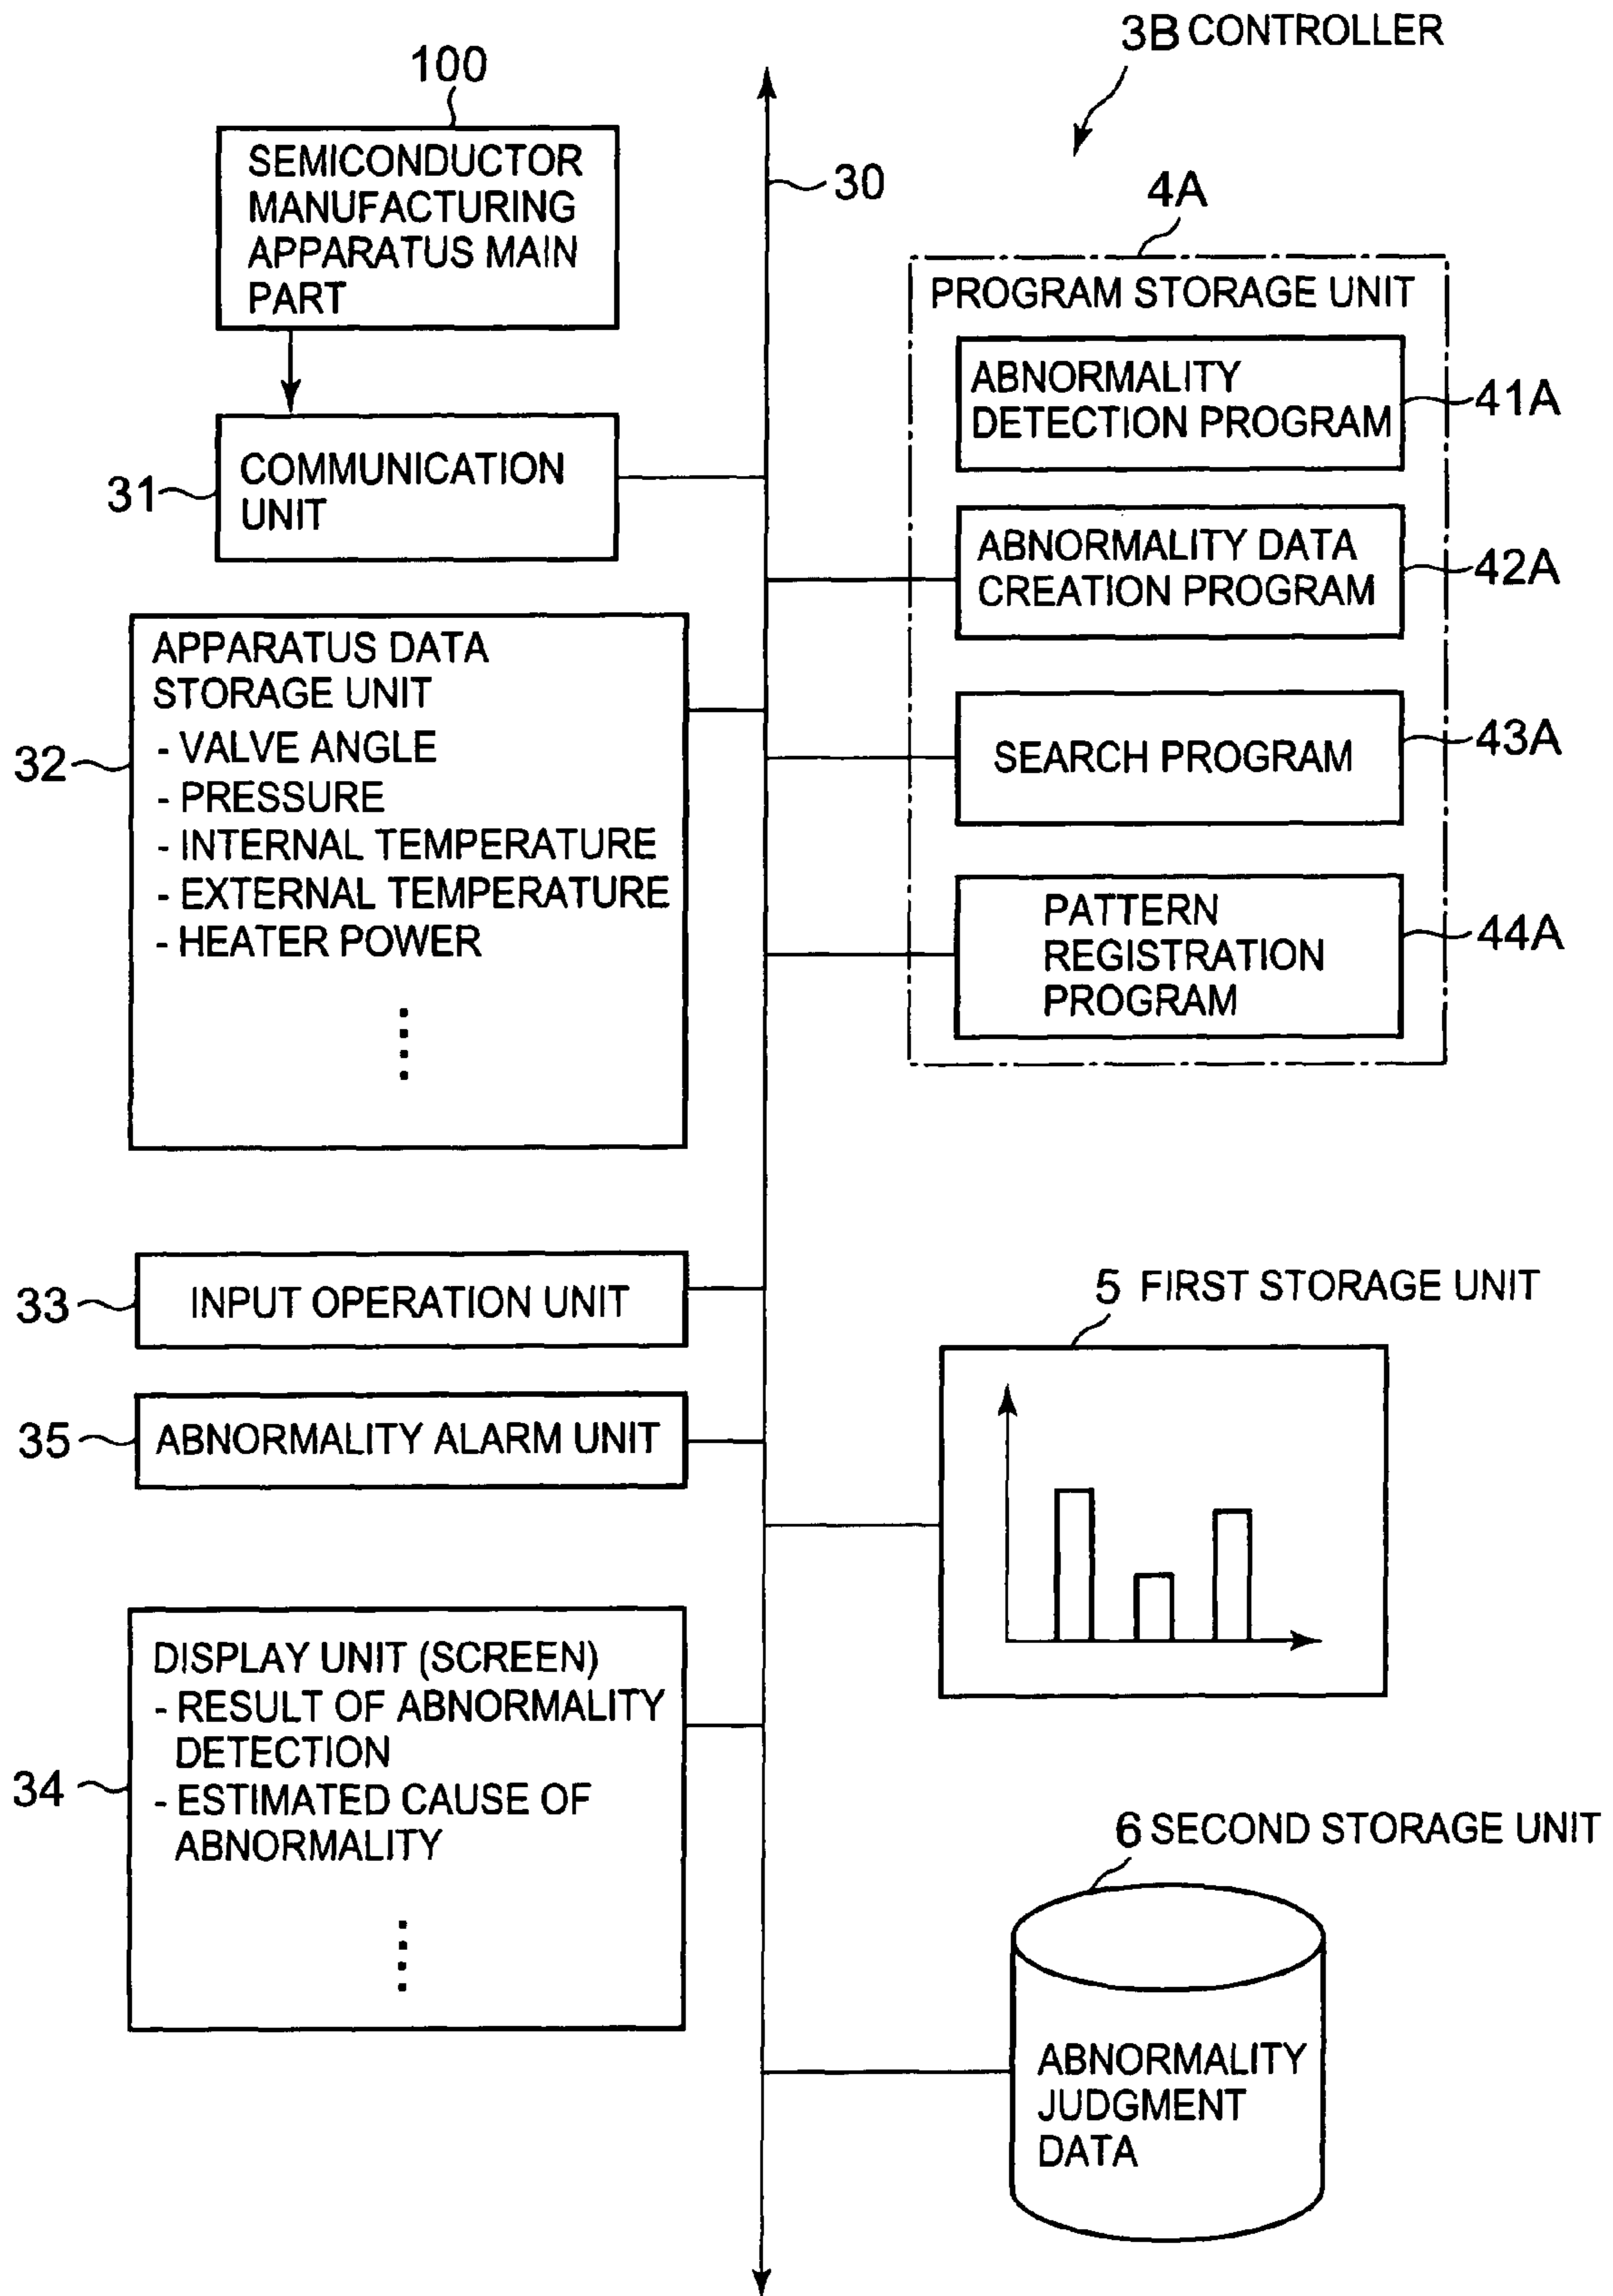 3B CONTROLLER
100
SEMICONDUCTOR
MANUFACTURING
APPARATUS MAIN
PART
30
4A
PROGRAM STORAGE UNIT
ABNORMALITY
DETECTION PROGRAM
41A
31
COMMUNICATION
UNIT
ABNORMALITY DATA
CREATION PROGRAM
42A
32
APPARATUS DATA
STORAGE UNIT
- VALVE ANGLE
- PRESSURE
- INTERNAL TEMPERATURE
- EXTERNAL TEMPERATURE
- HEATER POWER
SEARCH PROGRAM
43A
PATTERN
REGISTRATION
PROGRAM
44A
33
INPUT OPERATION UNIT
5 FIRST STORAGE UNIT
35
ABNORMALITY ALARM UNIT
34
DISPLAY UNIT (SCREEN)
- RESULT OF ABNORMALITY
DETECTION
- ESTIMATED CAUSE OF
ABNORMALITY
6 SECOND STORAGE UNIT
ABNORMALITY
JUDGMENT
DATA